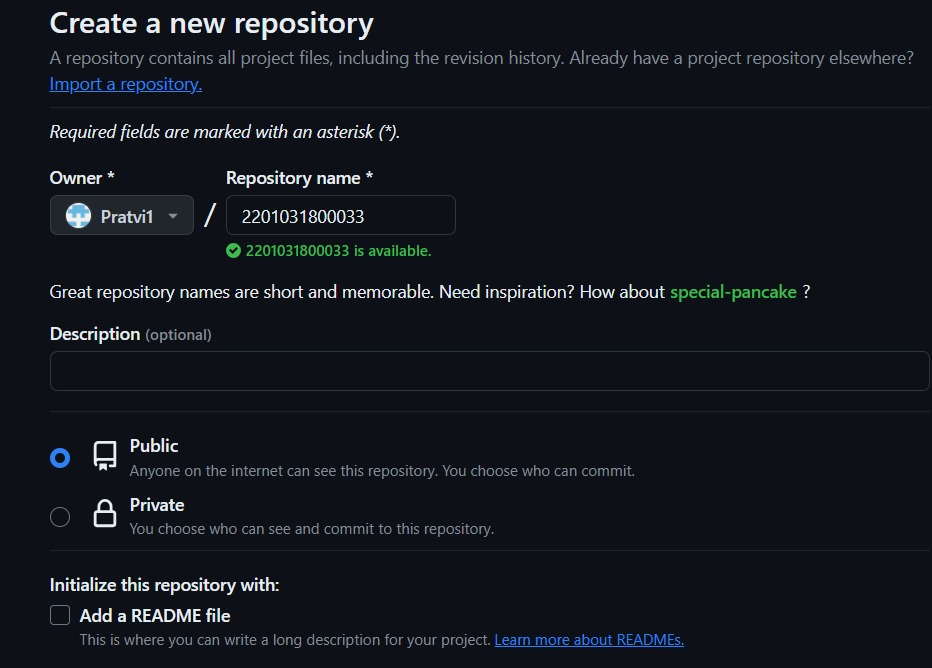 Create a new repository
A repository contains all project files, including the revision history. Already have a project repository elsewhere?
Import a repository.
Required fields are marked with an asterisk (*).
Owner * Repository name *
Pratvi1 / 2201031800033
2201031800033 is available.
Great repository names are short and memorable. Need inspiration? How about special-pancake ?
Description (optional)
Public
Anyone on the internet can see this repository. You choose who can commit.
Private
You choose who can see and commit to this repository.
Initialize this repository with:
Add a README file
This is where you can write a long description for your project. Learn more about READMEs.